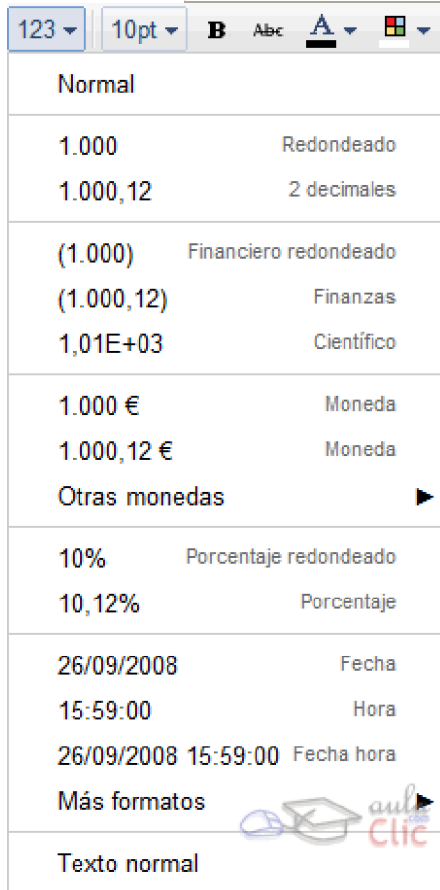 123 10pt B Abc A
Normal
1.000 Redondeado
1.000,12 2 decimales
(1.000) Financiero redondeado
(1.000,12) Finanzas
1,01E+03 Científico
1.000 € Moneda
1.000,12 € Moneda
Otras monedas
10% Porcentaje redondeado
10,12% Porcentaje
26/09/2008 Fecha
15:59:00 Hora
26/09/2008 15:59:00 Fecha hora
Más formatos
aula
.com
Clic
Texto normal